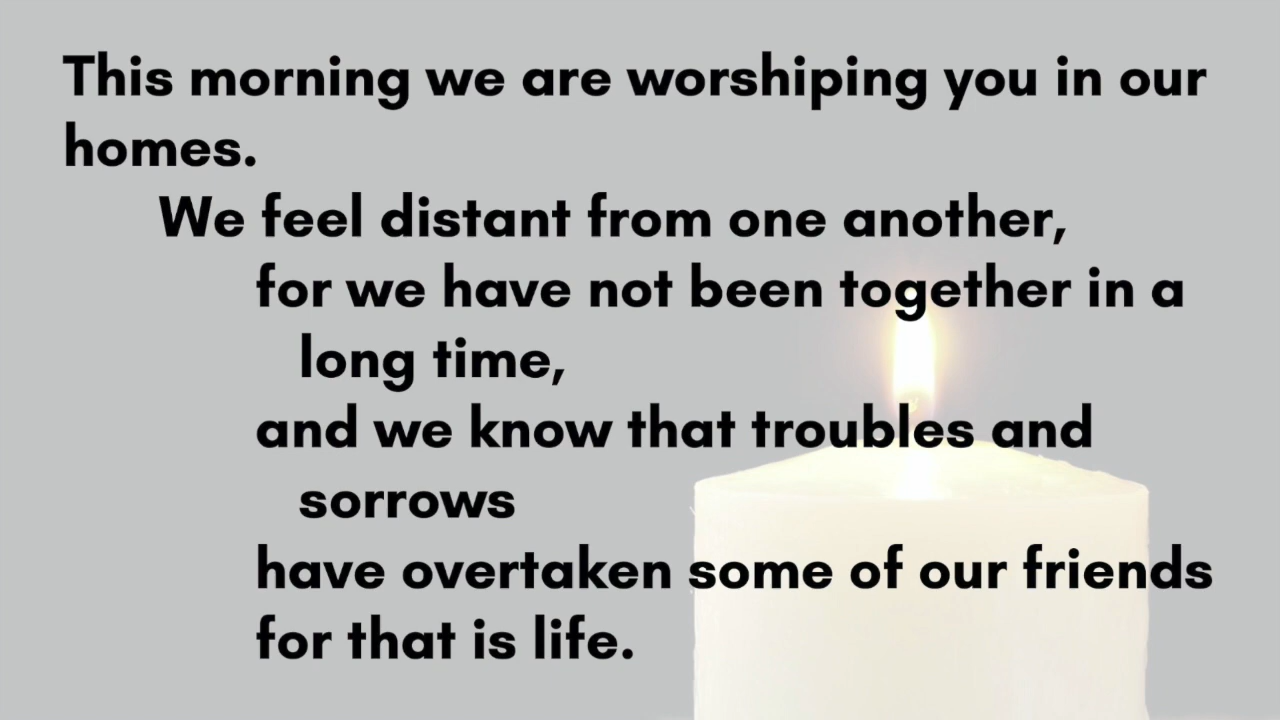 This morning we are worshiping you in our
homes.
We feel distant from one another,
for we have not been together in a
long time,
and we know that troubles and
sorrows
have overtaken some of our friends
for that is life.